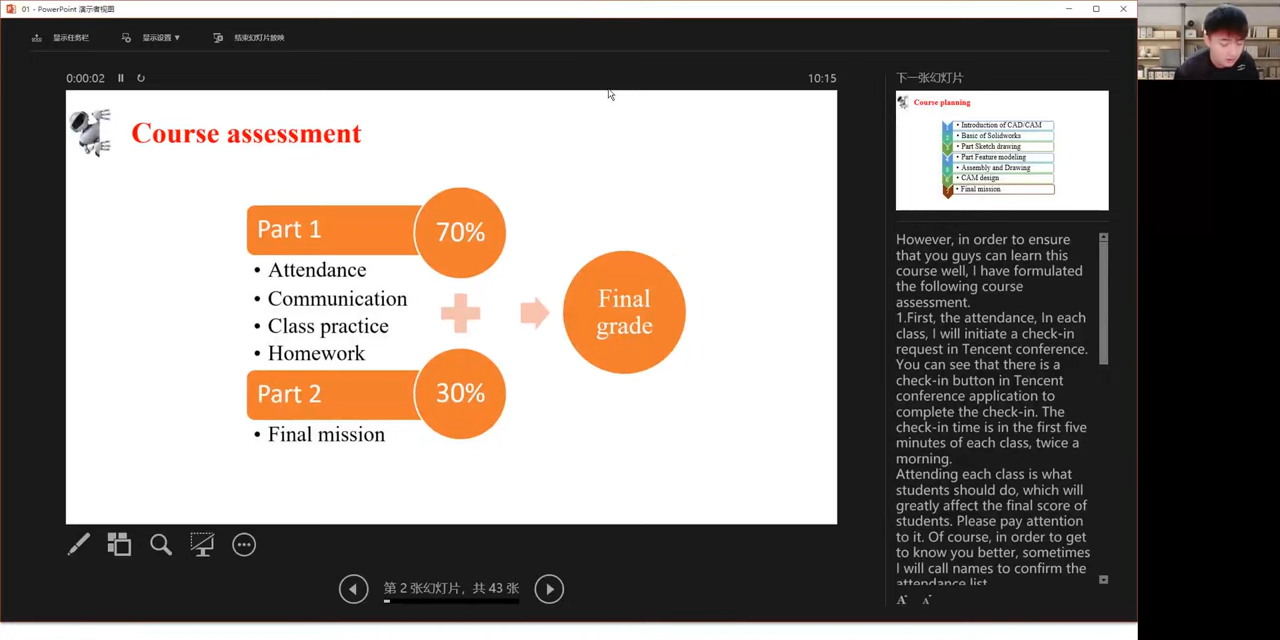 01 - PowerPoint 演示者视图
显示任务栏
显示设置 ▼
结束幻灯片放映
0:00:02
10:15
Course assessment
Part 1
70%
• Attendance
• Communication
• Class practice
• Homework
Part 2
30%
• Final mission
Final
grade
第 2 张幻灯片，共 43 张
下一张幻灯片
Course planning
1
• Introduction of CAD/CAM
2
• Basic of Solidworks
3
• Part Sketch drawing
4
• Part Feature modeling
5
• Assembly and Drawing
6
• CAM design
7
• Final mission
However, in order to ensure
that you guys can learn this
course well, I have formulated
the following course
assessment.
1.First, the attendance, In each
class, I will initiate a check-in
request in Tencent conference.
You can see that there is a
check-in button in Tencent
conference application to
complete the check-in. The
check-in time is in the first five
minutes of each class, twice a
morning.
Attending each class is what
students should do, which will
greatly affect the final score of
students. Please pay attention
to it. Of course, in order to get
to know you better, sometimes
I will call names to confirm the
attendance list.
A A